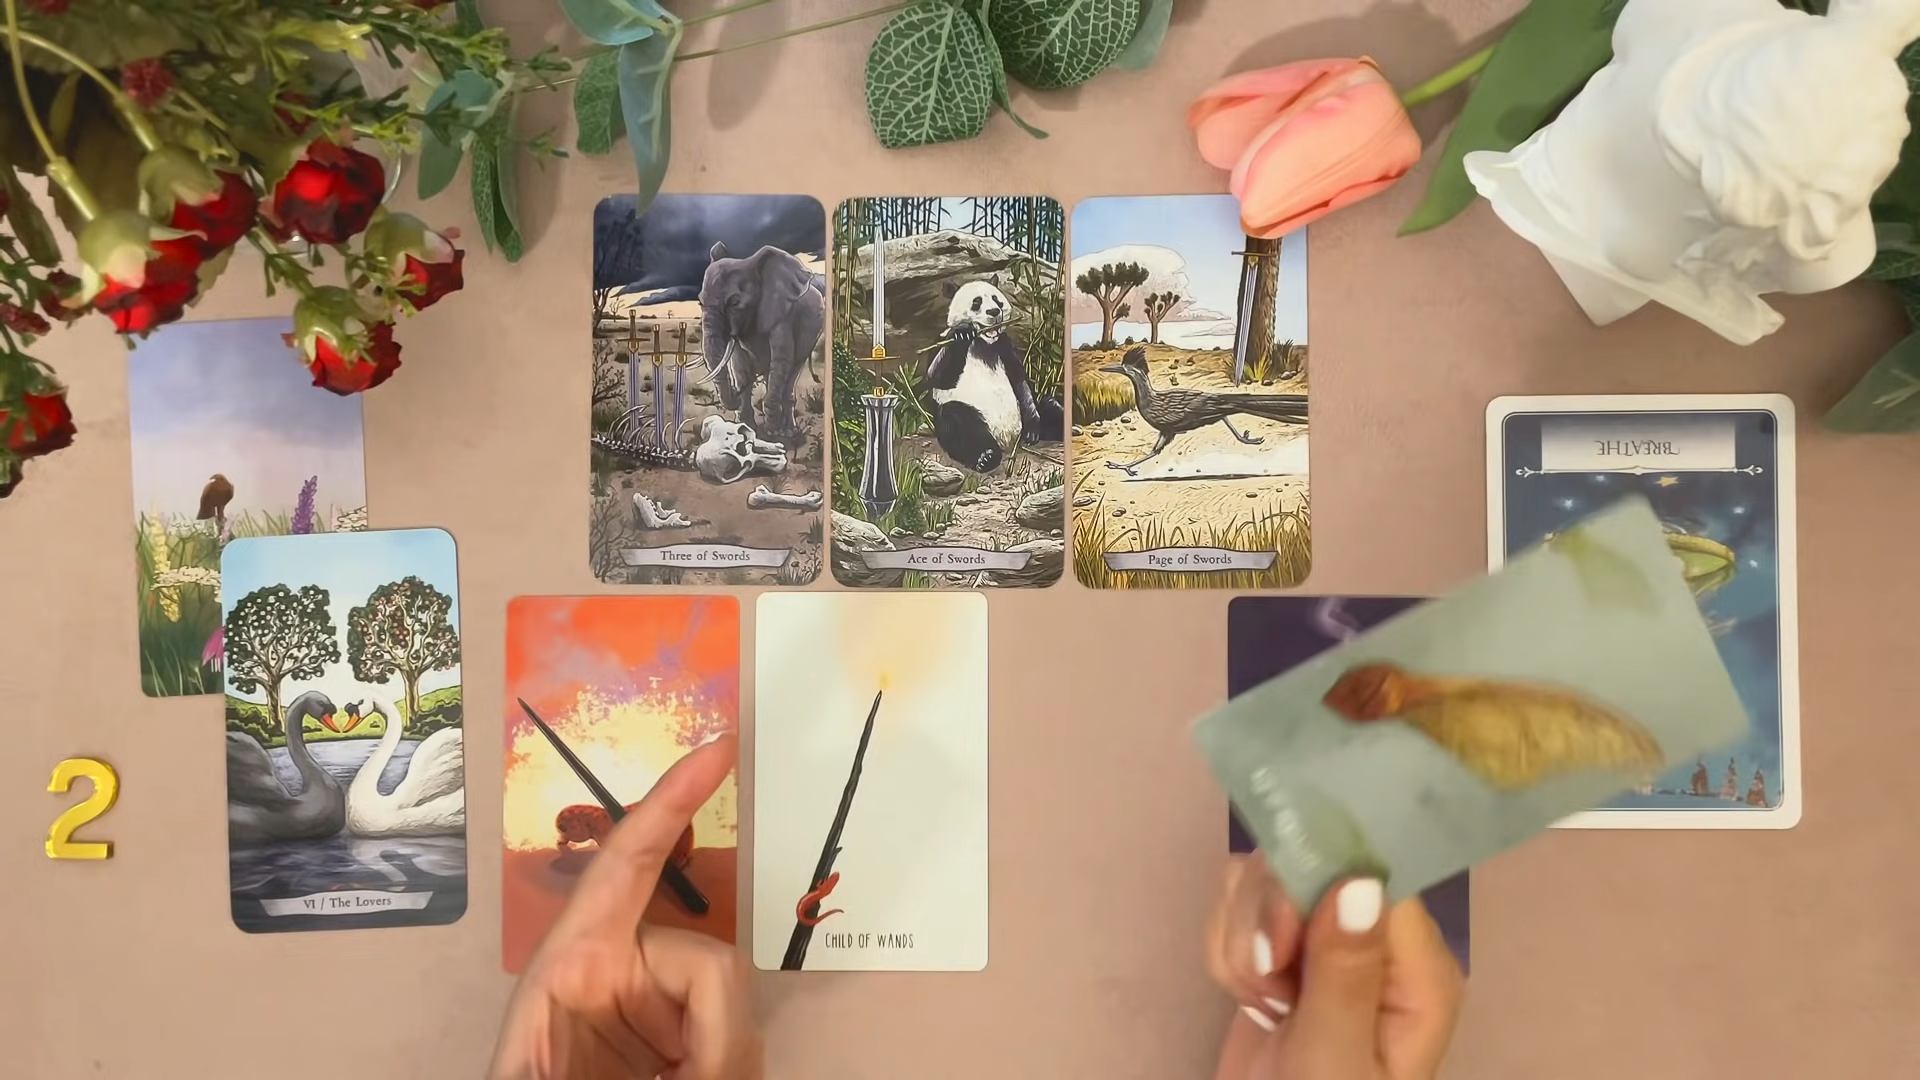 Three of Swords
Ace of Swords
Page of Swords
BREATHE
VI / The Lovers
CHILD OF WANDS
2